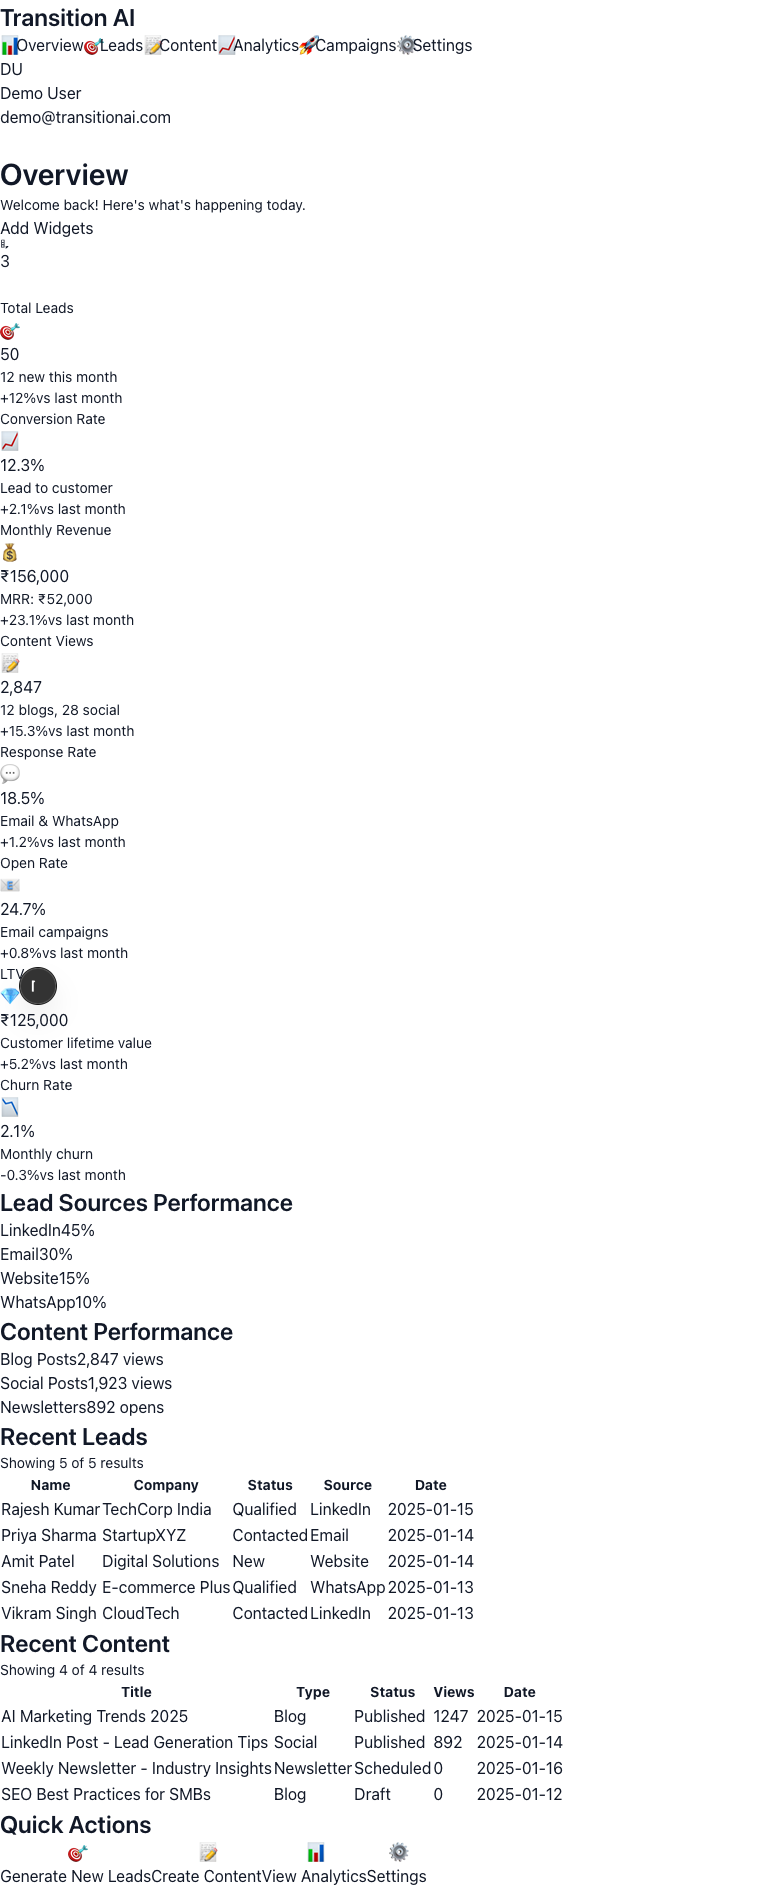 Transition AI
Overview Leads Content Analytics Campaigns Settings
DU
Demo User
demo@transitionai.com
Overview
Welcome back! Here's what's happening today.
Add Widgets
3
Total Leads
50
12 new this month
+12%vs last month
Conversion Rate
12.3%
Lead to customer
+2.1%vs last month
Monthly Revenue
₹156,000
MRR: ₹52,000
+23.1%vs last month
Content Views
2,847
12 blogs, 28 social
+15.3%vs last month
Response Rate
18.5%
Email & WhatsApp
+1.2%vs last month
Open Rate
24.7%
Email campaigns
+0.8%vs last month
LTV
₹125,000
Customer lifetime value
+5.2%vs last month
Churn Rate
2.1%
Monthly churn
-0.3%vs last month
Lead Sources Performance
LinkedIn45%
Email30%
Website15%
WhatsApp10%
Content Performance
Blog Posts2,847 views
Social Posts1,923 views
Newsletters892 opens
Recent Leads
Showing 5 of 5 results
Name Company Status Source Date
Rajesh Kumar TechCorp India Qualified LinkedIn 2025-01-15
Priya Sharma StartupXYZ Contacted Email 2025-01-14
Amit Patel Digital Solutions New Website 2025-01-14
Sneha Reddy E-commerce Plus Qualified WhatsApp 2025-01-13
Vikram Singh CloudTech Contacted LinkedIn 2025-01-13
Recent Content
Showing 4 of 4 results
Title Type Status Views Date
AI Marketing Trends 2025 Blog Published 1247 2025-01-15
LinkedIn Post - Lead Generation Tips Social Published 892 2025-01-14
Weekly Newsletter - Industry Insights Newsletter Scheduled 0 2025-01-16
SEO Best Practices for SMBs Blog Draft 0 2025-01-12
Quick Actions
Generate New Leads Create Content View Analytics Settings